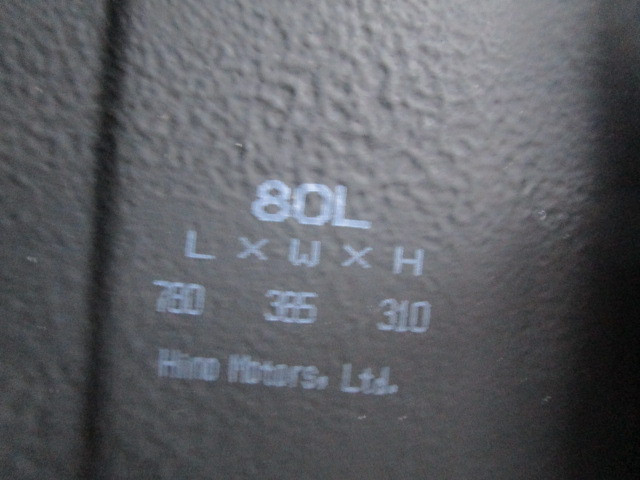 80L
L × W × H
780 385 310
Hino Motors, Ltd.